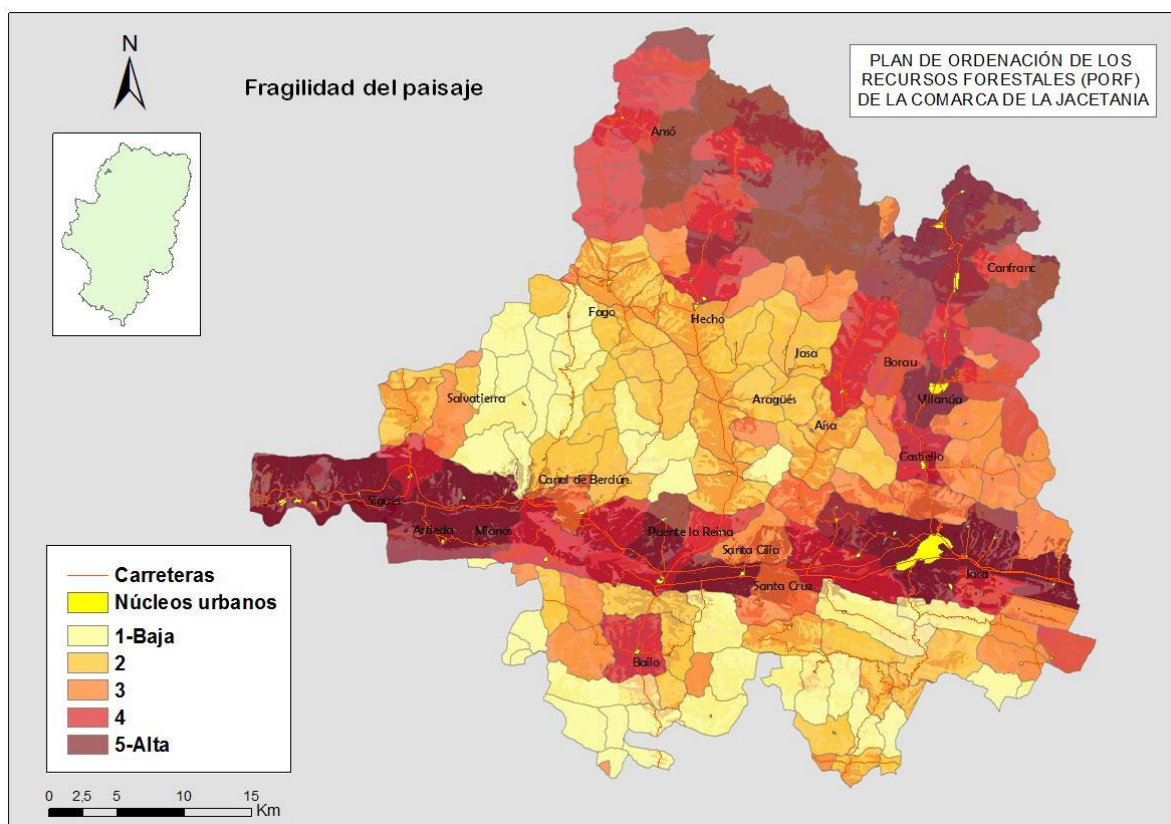 N
Fragilidad del paisaje
PLAN DE ORDENACIÓN DE LOS
RECURSOS FORESTALES (PORF)
DE LA COMARCA DE LA JACETANIA
Ansó
Canfranc
Fago
Hecho
Jasa
Borau
Salvatierra
Aragüés
Villanúa
Aísa
Castiello
Canal de Berdún
Sigués
Artieda
Mianos
Puente la Reina
Santa Cilia
Santa Cruz
Jaca
Bailo
Carreteras
Núcleos urbanos
1-Baja
2
3
4
5-Alta
0 2,5 5 10 15
Km